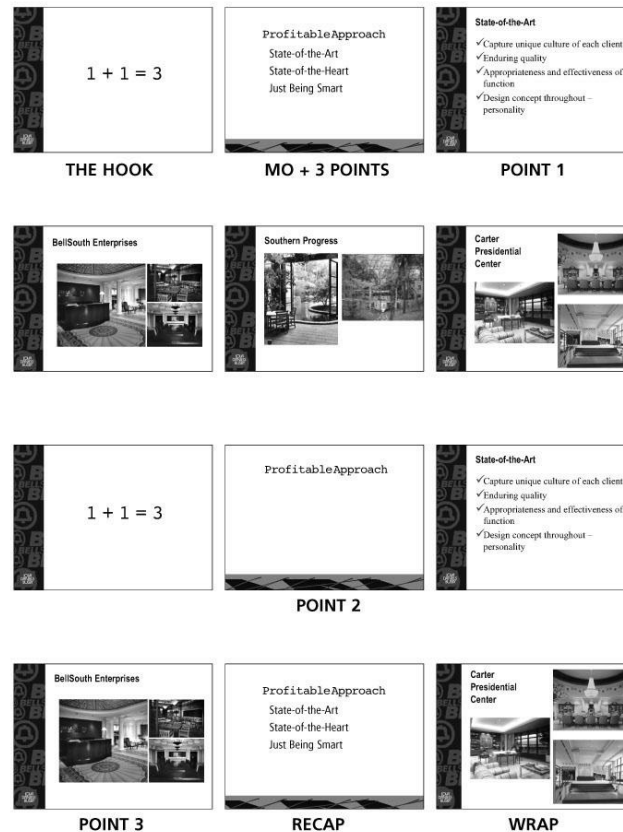 1 + 1 = 3
ProfitableApproach
State-of-the-Art
State-of-the-Heart
Just Being Smart
State-of-the-Art
✓Capture unique culture of each client
✓Enduring quality
✓Appropriateness and effectiveness of
function
✓Design concept throughout –
personality
THE HOOK
MO + 3 POINTS
POINT 1
BellSouth Enterprises
Southern Progress
Carter
Presidential
Center
1 + 1 = 3
ProfitableApproach
State-of-the-Art
✓Capture unique culture of each client
✓Enduring quality
✓Appropriateness and effectiveness of
function
✓Design concept throughout –
personality
POINT 2
BellSouth Enterprises
ProfitableApproach
State-of-the-Art
State-of-the-Heart
Just Being Smart
Carter
Presidential
Center
POINT 3
RECAP
WRAP